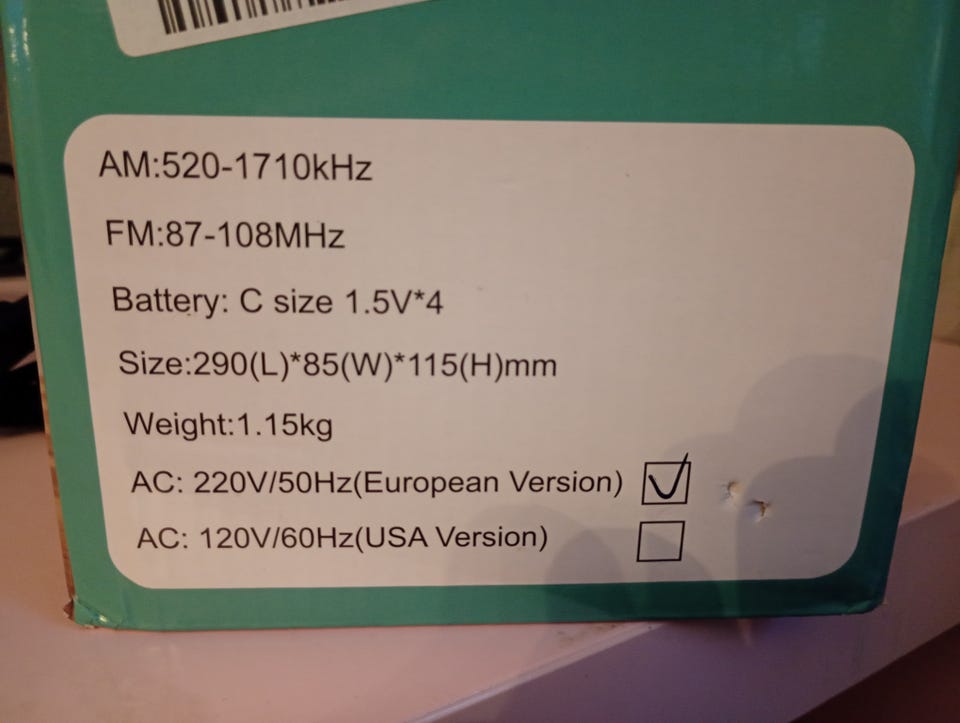 AM:520-1710kHz
FM:87-108MHz
Battery: C size 1.5V*4
Size:290(L)*85(W)*115(H)mm
Weight:1.15kg
AC: 220V/50Hz(European Version)
AC: 120V/60Hz(USA Version)